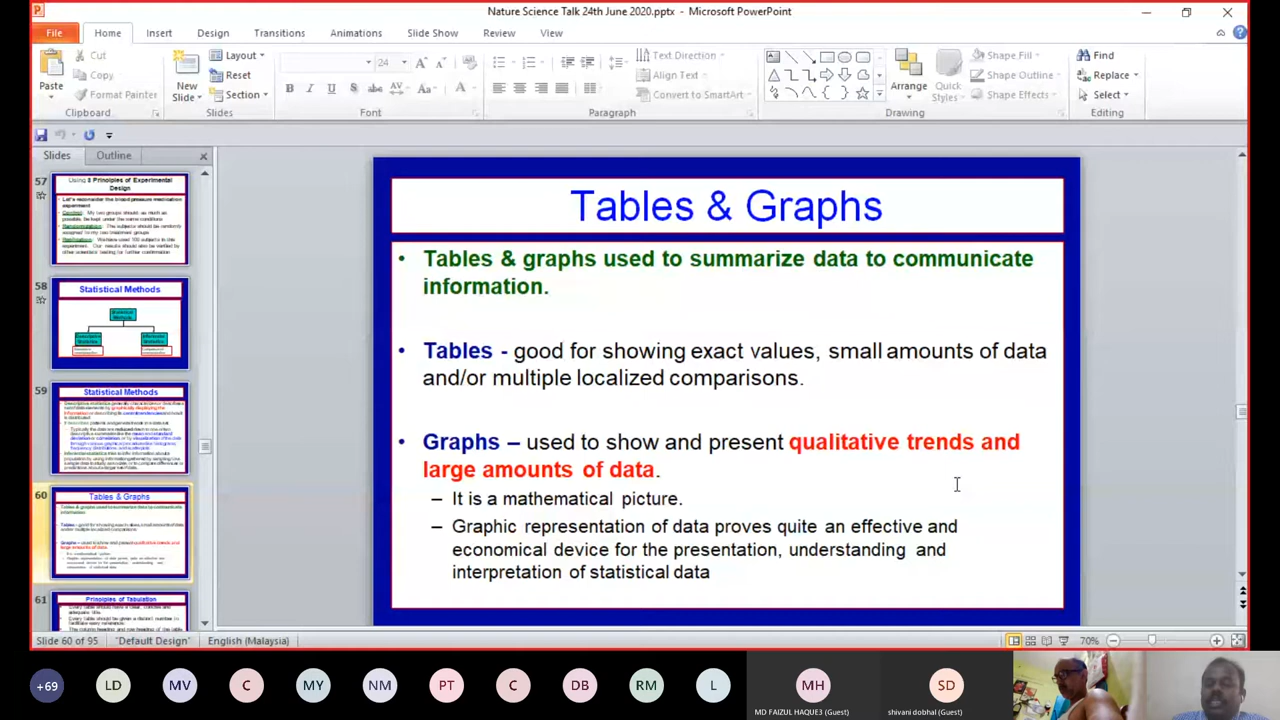 Nature Science Talk 24th June 2020.pptx - Microsoft PowerPoint
File Home Insert Design Transitions Animations Slide Show Review View
Cut
Copy
Format Painter
Paste
Clipboard
New
Slide
Layout
Reset
Section
Slides
24
Font
Text Direction
Align Text
Convert to SmartArt
Paragraph
Arrange
Quick
Styles
Shape Fill
Shape Outline
Shape Effects
Drawing
Find
Replace
Select
Editing
Slides Outline
57
Using 3 Principles of Experimental
Design
58
Statistical Methods
59
Statistical Methods
60
Tables & Graphs
61
Principles of Tabulation
Tables & Graphs
• Tables & graphs used to summarize data to communicate
information.
• Tables - good for showing exact values, small amounts of data
and/or multiple localized comparisons.
• Graphs - used to show and present qualitative trends and
large amounts of data.
– It is a mathematical picture.
– Graphic representation of data proves quite an effective and
economical device for the presentation, understanding and
interpretation of statistical data
Slide 60 of 95 "Default Design" English (Malaysia) 70%
+69 LD MV C MY NM PT C DB RM L MH SD
MD FAIZUL HAQUE3 (Guest) shivani dobhal (Guest)